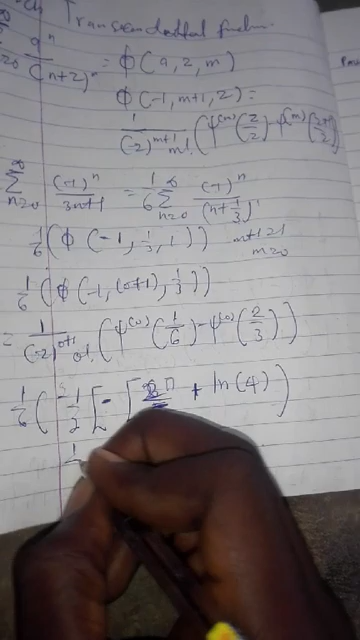 Transcendental
∞ Σ n=0 aⁿ/(n+2)ⁿ = ϕ(a, 2, m)
ϕ(-1, m+1, 2) =
1/((-2)^(m+1) m!) (ψ^(m)(2/2) - ψ^(m)((2+1)/2))
∞ Σ n=0 (-1)ⁿ/(3n+1) = 1/6 ∞ Σ n=0 (-1)ⁿ/(n+1/3)¹
1/6 (ϕ(-1, 1/3, 1)) m+1=1
m=0
1/6 (ϕ(-1, (0+1), 1/3))
= 1/((-2)^(0+1) 0!) (ψ^(0)(1/6) - ψ^(0)(2/3))
1/6 (-1/2 [- + ln(4))